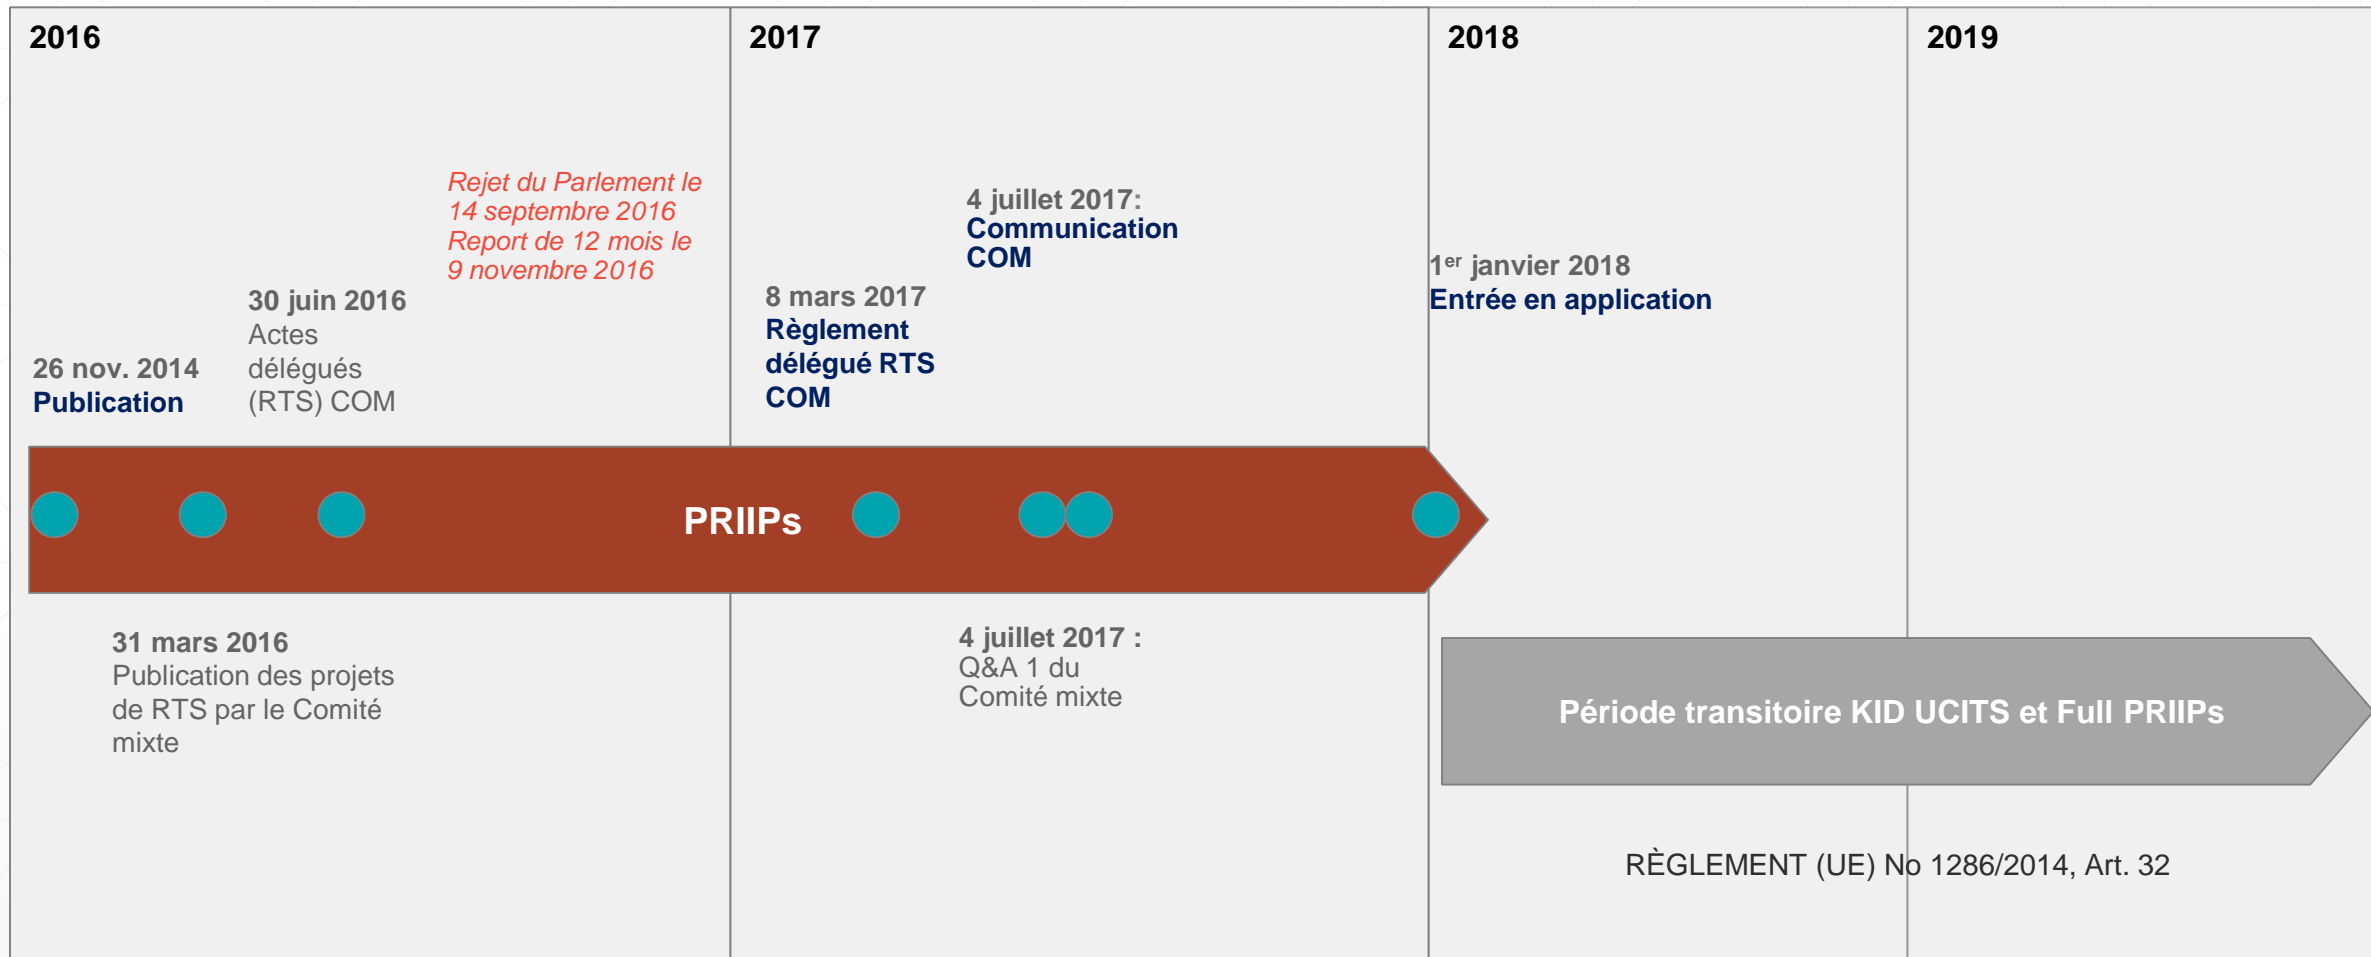 2016
2017
2018
2019
Rejet du Parlement le
14 septembre 2016
Report de 12 mois le
9 novembre 2016
4 juillet 2017:
Communication
COM
1er janvier 2018
Entrée en application
8 mars 2017
Règlement
délégué RTS
COM
30 juin 2016
Actes
délégués
(RTS) COM
26 nov. 2014
Publication
PRIIPs
31 mars 2016
Publication des projets
de RTS par le Comité
mixte
4 juillet 2017 :
Q&A 1 du
Comité mixte
Période transitoire KID UCITS et Full PRIIPs
RÈGLEMENT (UE) No 1286/2014, Art. 32